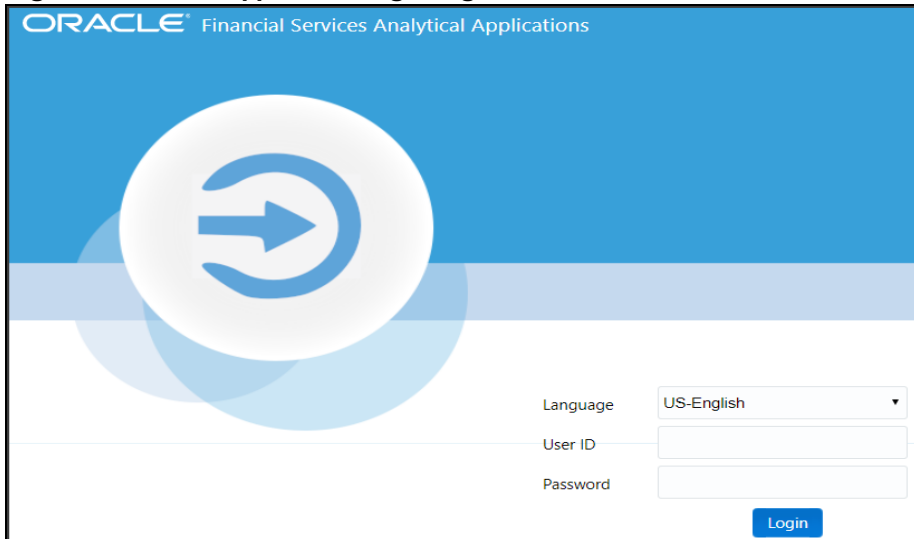 ORACLE® Financial Services Analytical Applications
Language US-English
User ID
Password
Login